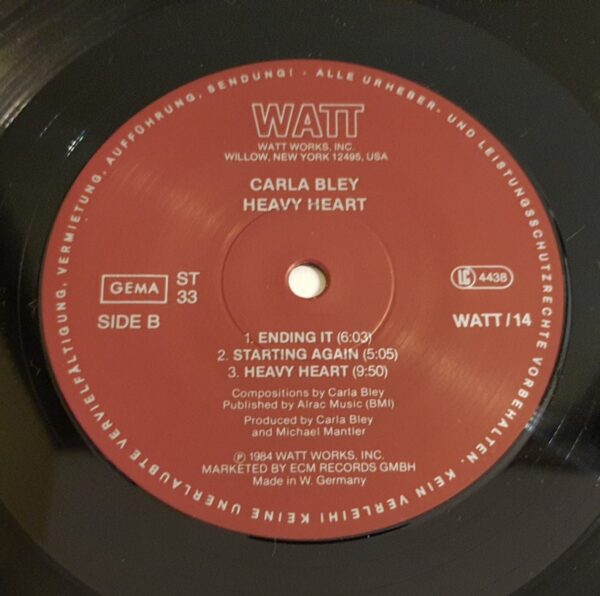 ALLE URHEBER- UND LEISTUNGSSCHUTZRECHTE VORBEHALTEN. KEIN VERLEIH! KEINE UNERLAUBTE VERVIELFÄLTIGUNG, VERMIETUNG, AUFFÜHRUNG, SENDUNG! -
WATT
WATT WORKS, INC.
WILLOW, NEW YORK 12495, USA
CARLA BLEY
HEAVY HEART
GEMA
ST
33
SIDE B
LC 4438
WATT/14
1. ENDING IT (6:03)
2. STARTING AGAIN (5:05)
3. HEAVY HEART (9:50)
Compositions by Carla Bley
Published by Alrac Music (BMI)
Produced by Carla Bley
and Michael Mantler
℗ 1984 WATT WORKS, INC.
MARKETED BY ECM RECORDS GMBH
Made in W. Germany